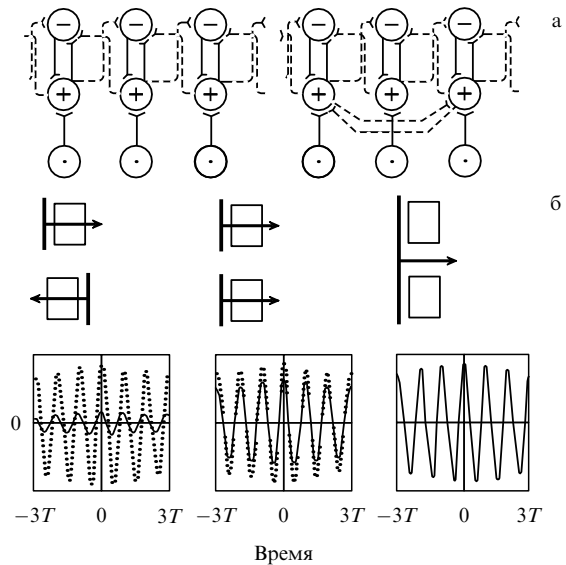 а
− − − − − −
+ + + + + +
б
0
−3T 0 3T −3T 0 3T −3T 0 3T
Время